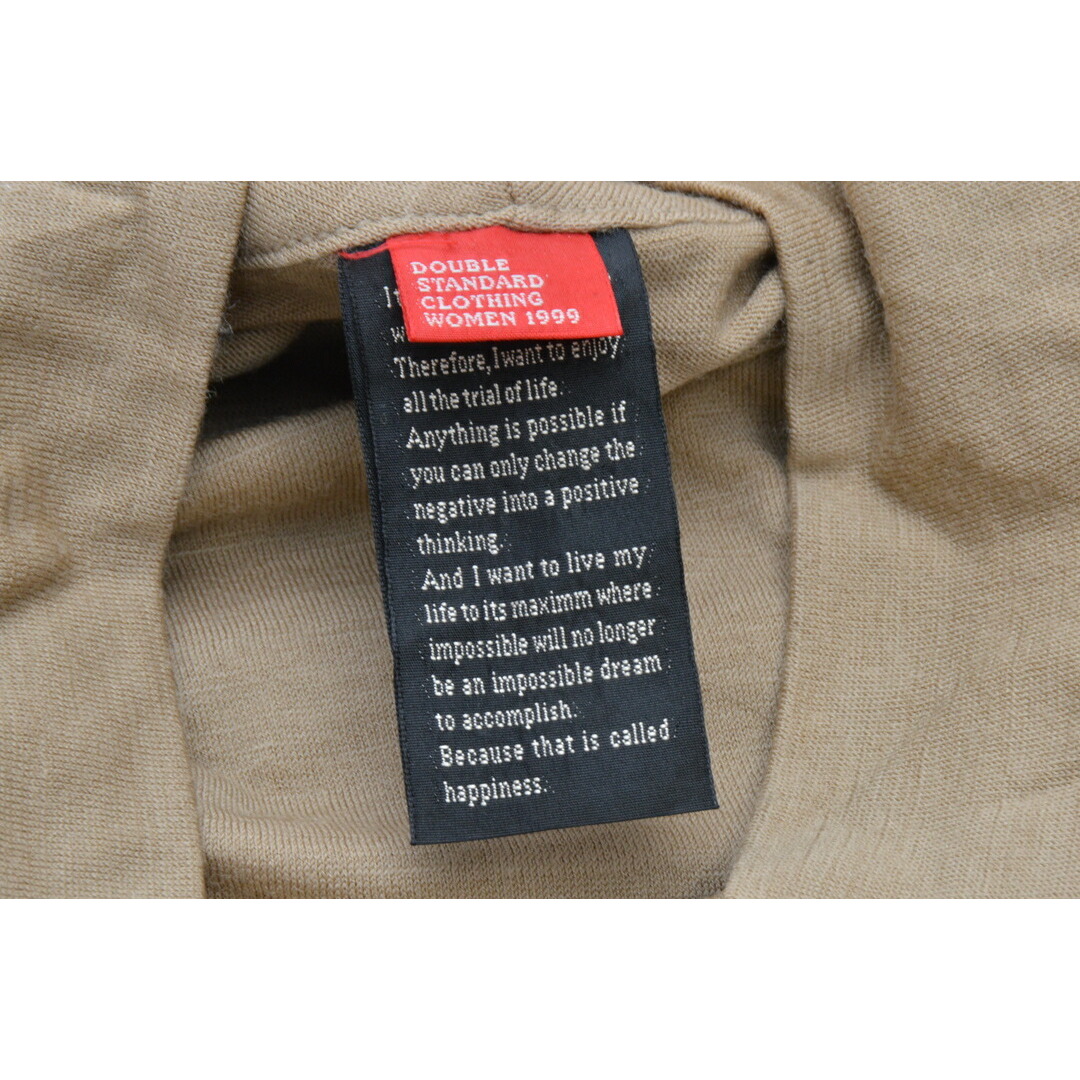 DOUBLE
STANDARD
CLOTHING
WOMEN 1999
Therefore, I want to enjoy
all the trial of life.
Anything is possible if
you can only change the
negative into a positive
thinking.
And I want to live my
life to its maximm where
impossible will no longer
be an impossible dream
to accomplish.
Because that is called
happiness.